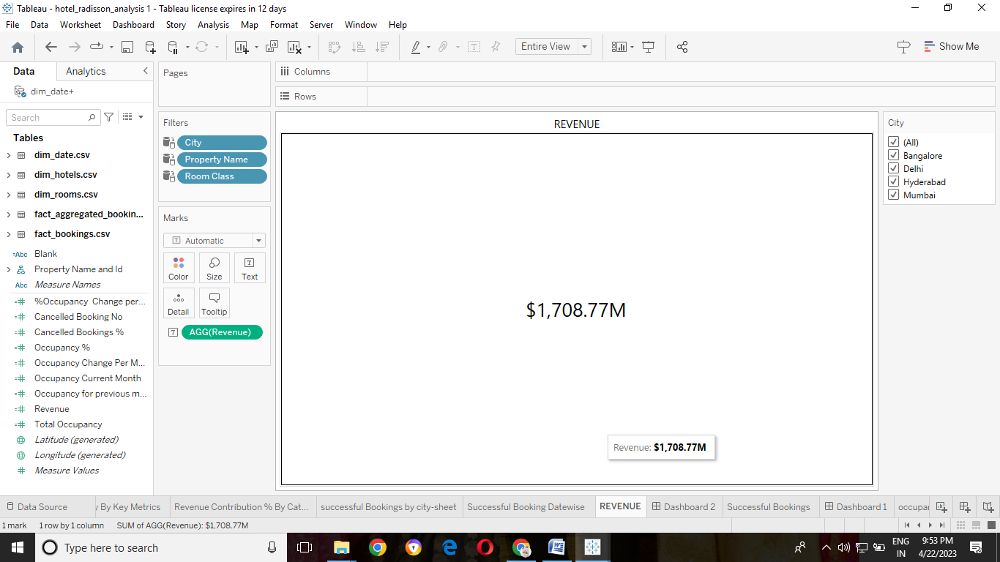 Tableau - hotel_radisson_analysis 1 - Tableau license expires in 12 days
File Data Worksheet Dashboard Story Analysis Map Format Server Window Help
Entire View
Show Me
Data Analytics
dim_date+
Search
Tables
dim_date.csv
dim_hotels.csv
dim_rooms.csv
fact_aggregated_bookin...
fact_bookings.csv
=Abc Blank
Property Name and Id
Abc Measure Names
=# %Occupancy Change per...
=# Cancelled Booking No
=# Cancelled Bookings %
=# Occupancy %
=# Occupancy Change Per M...
=# Occupancy Current Month
=# Occupancy for previous m...
=# Revenue
=# Total Occupancy
Latitude (generated)
Longitude (generated)
# Measure Values
Pages
Filters
City
Property Name
Room Class
Marks
T Automatic
Color Size Text
Detail Tooltip
T AGG(Revenue)
Columns
Rows
REVENUE
$1,708.77M
Revenue: $1,708.77M
City
(All)
Bangalore
Delhi
Hyderabad
Mumbai
Data Source y By Key Metrics Revenue Contribution % By Cat... successful Bookings by city-sheet Successful Booking Datewise REVENUE Dashboard 2 Successful Bookings Dashboard 1 occupa
1 mark 1 row by 1 column SUM of AGG(Revenue): $1,708.77M
Type here to search
ENG
IN
9:53 PM
4/22/2023